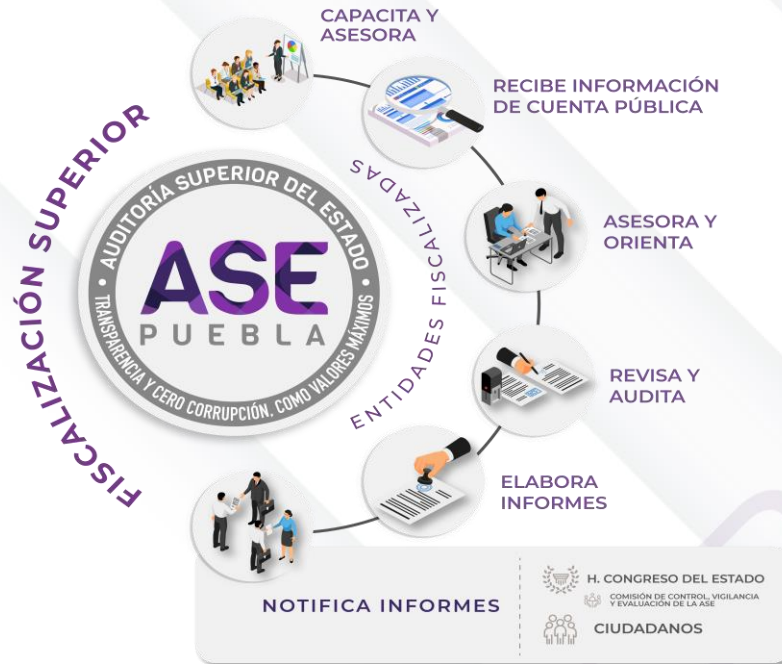 CAPACITA Y
ASESORA
RECIBE INFORMACIÓN
DE CUENTA PÚBLICA
FISCALIZACIÓN SUPERIOR
AUDITORÍA SUPERIOR DEL ESTADO
ASE
PUEBLA
TRANSPARENCIA Y CERO CORRUPCIÓN, COMO VALORES MÁXIMOS
ENTIDADES FISCALIZADAS
ASESORA Y
ORIENTA
REVISA Y
AUDITA
ELABORA
INFORMES
NOTIFICA INFORMES
H. CONGRESO DEL ESTADO
COMISIÓN DE CONTROL, VIGILANCIA
Y EVALUACIÓN DE LA ASE
CIUDADANOS